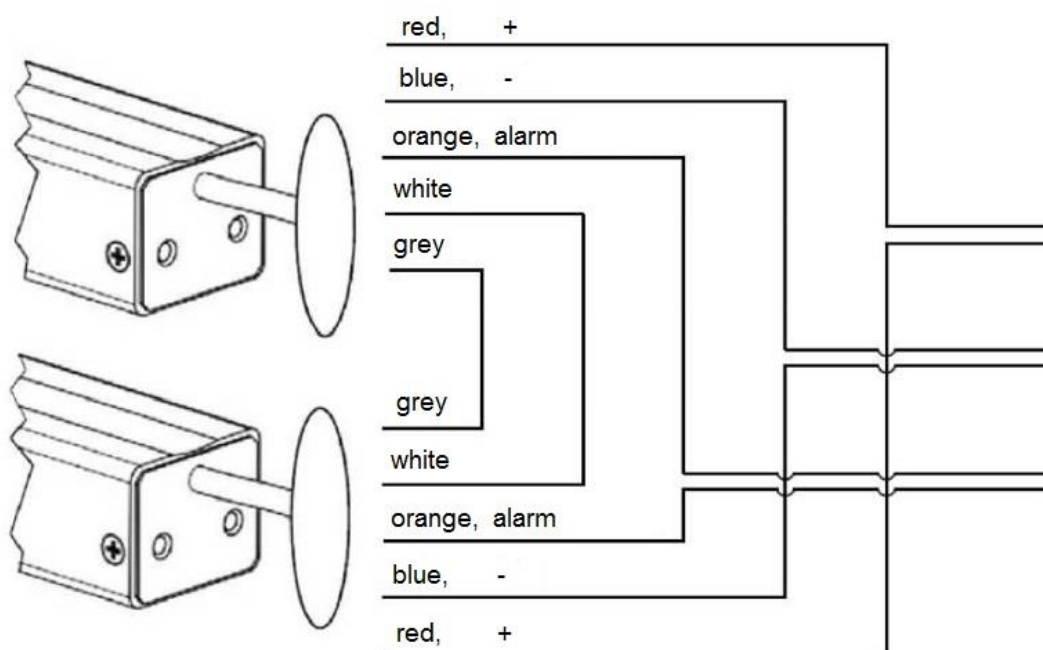 red, +
blue, -
orange, alarm
white
grey
grey
white
orange, alarm
blue, -
red, +